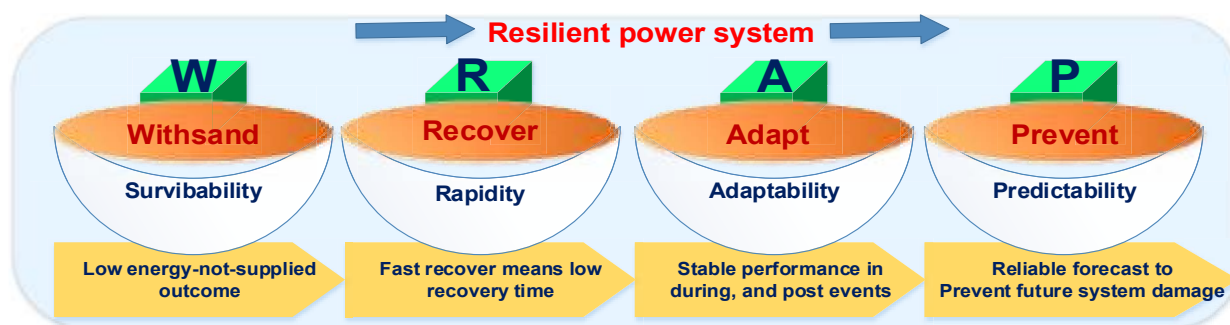 Resilient power system
W
R
A
P
Withsand
Recover
Adapt
Prevent
Survibability
Rapidity
Adaptability
Predictability
Low energy-not-supplied
outcome
Fast recover means low
recovery time
Stable performance in
during, and post events
Reliable forecast to
Prevent future system damage